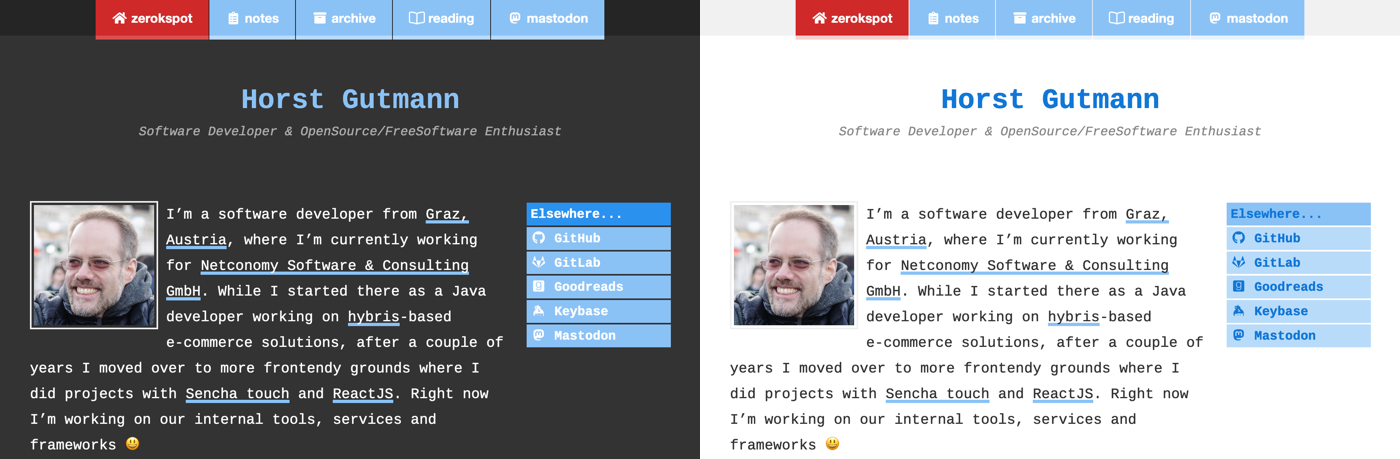 zerokspot notes archive reading mastodon
Horst Gutmann
Software Developer & OpenSource/FreeSoftware Enthusiast
I’m a software developer from Graz,
Austria, where I’m currently working
for Netconomy Software & Consulting
GmbH. While I started there as a Java
developer working on hybris-based
e-commerce solutions, after a couple of
years I moved over to more frontendy grounds where I
did projects with Sencha touch and ReactJS. Right now
I’m working on our internal tools, services and
frameworks 😃
Elsewhere...
GitHub
GitLab
Goodreads
Keybase
Mastodon
zerokspot notes archive reading mastodon
Horst Gutmann
Software Developer & OpenSource/FreeSoftware Enthusiast
I’m a software developer from Graz,
Austria, where I’m currently working
for Netconomy Software & Consulting
GmbH. While I started there as a Java
developer working on hybris-based
e-commerce solutions, after a couple of
years I moved over to more frontendy grounds where I
did projects with Sencha touch and ReactJS. Right now
I’m working on our internal tools, services and
frameworks 😃
Elsewhere...
GitHub
GitLab
Goodreads
Keybase
Mastodon